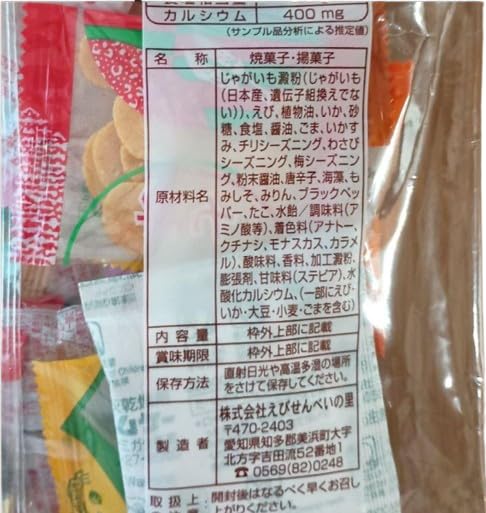 カルシウム 400 mg
(サンプル品分析による推定値)
名称 焼菓子・揚菓子
原材料名
じゃがいも澱粉(じゃがいも
(日本産、遺伝子組換えでな
い))、えび、植物油、いか、砂
糖、食塩、醤油、ごま、いかす
み、チリシーズニング、わさび
シーズニング、梅シーズニン
グ、粉末醤油、唐辛子、海藻、も
みしそ、みりん、ブラックペッ
パー、たこ、水飴／調味料(ア
ミノ酸等)、着色料(アナトー、
クチナシ、モナスカス、カラメ
ル)、酸味料、香料、加工澱粉、
膨張剤、甘味料(ステビア)、水
酸化カルシウム、(一部にえび・
いか・大豆・小麦・ごまを含む)
内容量 枠外上部に記載
賞味期限 枠外上部に記載
保存方法
直射日光や高温多湿の場所
をさけて保存してください。
製造者
株式会社えびせんべいの里
〒470-2403
愛知県知多郡美浜町大字
北方字吉田流52番地1
☎ 0569(82)0248
取扱上 開封後はなるべく早くお召し
上がりください。